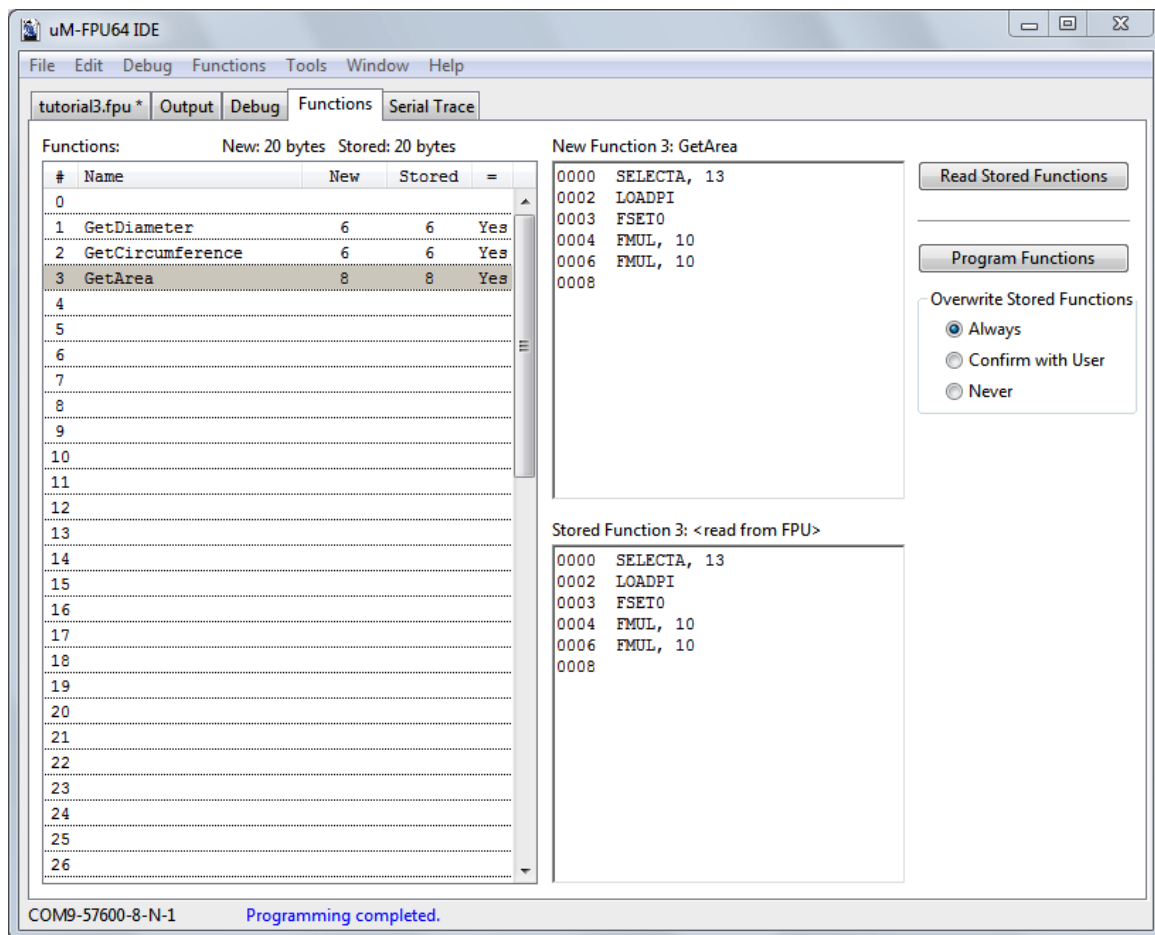 uM-FPU64 IDE
File Edit Debug Functions Tools Window Help
tutorial3.fpu * Output Debug Functions Serial Trace
Functions: New: 20 bytes Stored: 20 bytes
# Name New Stored =
0
1 GetDiameter 6 6 Yes
2 GetCircumference 6 6 Yes
3 GetArea 8 8 Yes
4
5
6
7
8
9
10
11
12
13
14
15
16
17
18
19
20
21
22
23
24
25
26
New Function 3: GetArea
0000 SELECTA, 13
0002 LOADPI
0003 FSET0
0004 FMUL, 10
0006 FMUL, 10
0008
Stored Function 3: <read from FPU>
0000 SELECTA, 13
0002 LOADPI
0003 FSET0
0004 FMUL, 10
0006 FMUL, 10
0008
Read Stored Functions
Program Functions
Overwrite Stored Functions
Always
Confirm with User
Never
COM9-57600-8-N-1 Programming completed.